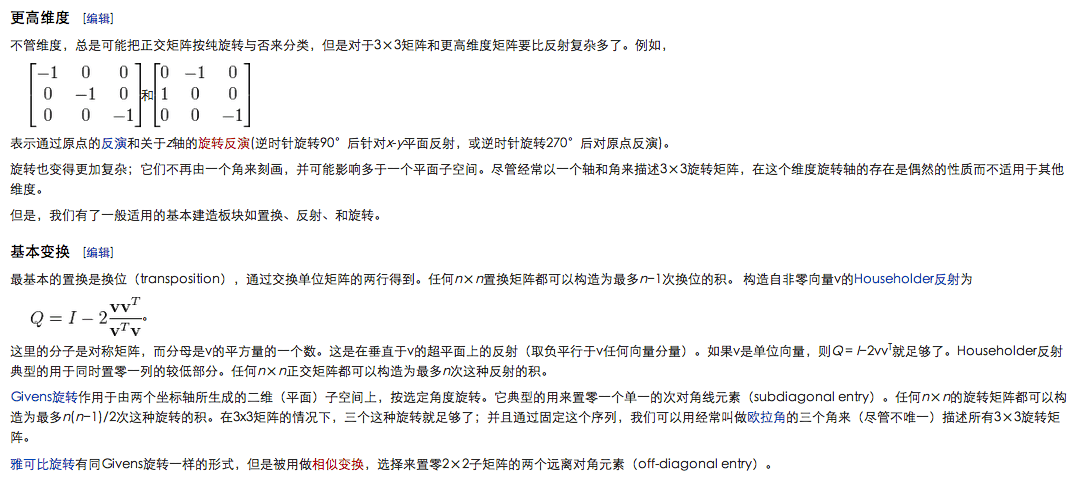 更高维度 [编辑]
不管维度，总是可能把正交矩阵按纯旋转与否来分类，但是对于3×3矩阵和更高维度矩阵要比反射复杂多了。例如，
[−1 0 0] [0 −1 0]
[0 −1 0]和[1 0 0]
[0 0 −1] [0 0 −1]
表示通过原点的反演和关于z轴的旋转反演(逆时针旋转90°后针对x-y平面反射，或逆时针旋转270°后对原点反演)。
旋转也变得更加复杂；它们不再由一个角来刻画，并可能影响多于一个平面子空间。尽管经常以一个轴和角来描述3×3旋转矩阵，在这个维度旋转轴的存在是偶然的性质而不适用于其他
维度。
但是，我们有了一般适用的基本建造板块如置换、反射、和旋转。
基本变换 [编辑]
最基本的置换是换位（transposition），通过交换单位矩阵的两行得到。任何n×n置换矩阵都可以构造为最多n−1次换位的积。 构造自非零向量v的Householder反射为
Q = I − 2 vvᵀ/vᵀv。
这里的分子是对称矩阵，而分母是v的平方量的一个数。这是在垂直于v的超平面上的反射（取负平行于v任何向量分量）。如果v是单位向量，则Q = I−2vvᵀ就足够了。Householder反射
典型的用于同时置零一列的较低部分。任何n×n正交矩阵都可以构造为最多n次这种反射的积。
Givens旋转作用于由两个坐标轴所生成的二维（平面）子空间上，按选定角度旋转。它典型的用来置零一个单一的次对角线元素（subdiagonal entry）。任何n×n的旋转矩阵都可以构
造为最多n(n−1)/2次这种旋转的积。在3x3矩阵的情况下，三个这种旋转就足够了；并且通过固定这个序列，我们可以用经常叫做欧拉角的三个角来（尽管不唯一）描述所有3×3旋转矩
阵。
雅可比旋转有同Givens旋转一样的形式，但是被用做相似变换，选择来置零2×2子矩阵的两个远离对角元素（off-diagonal entry）。